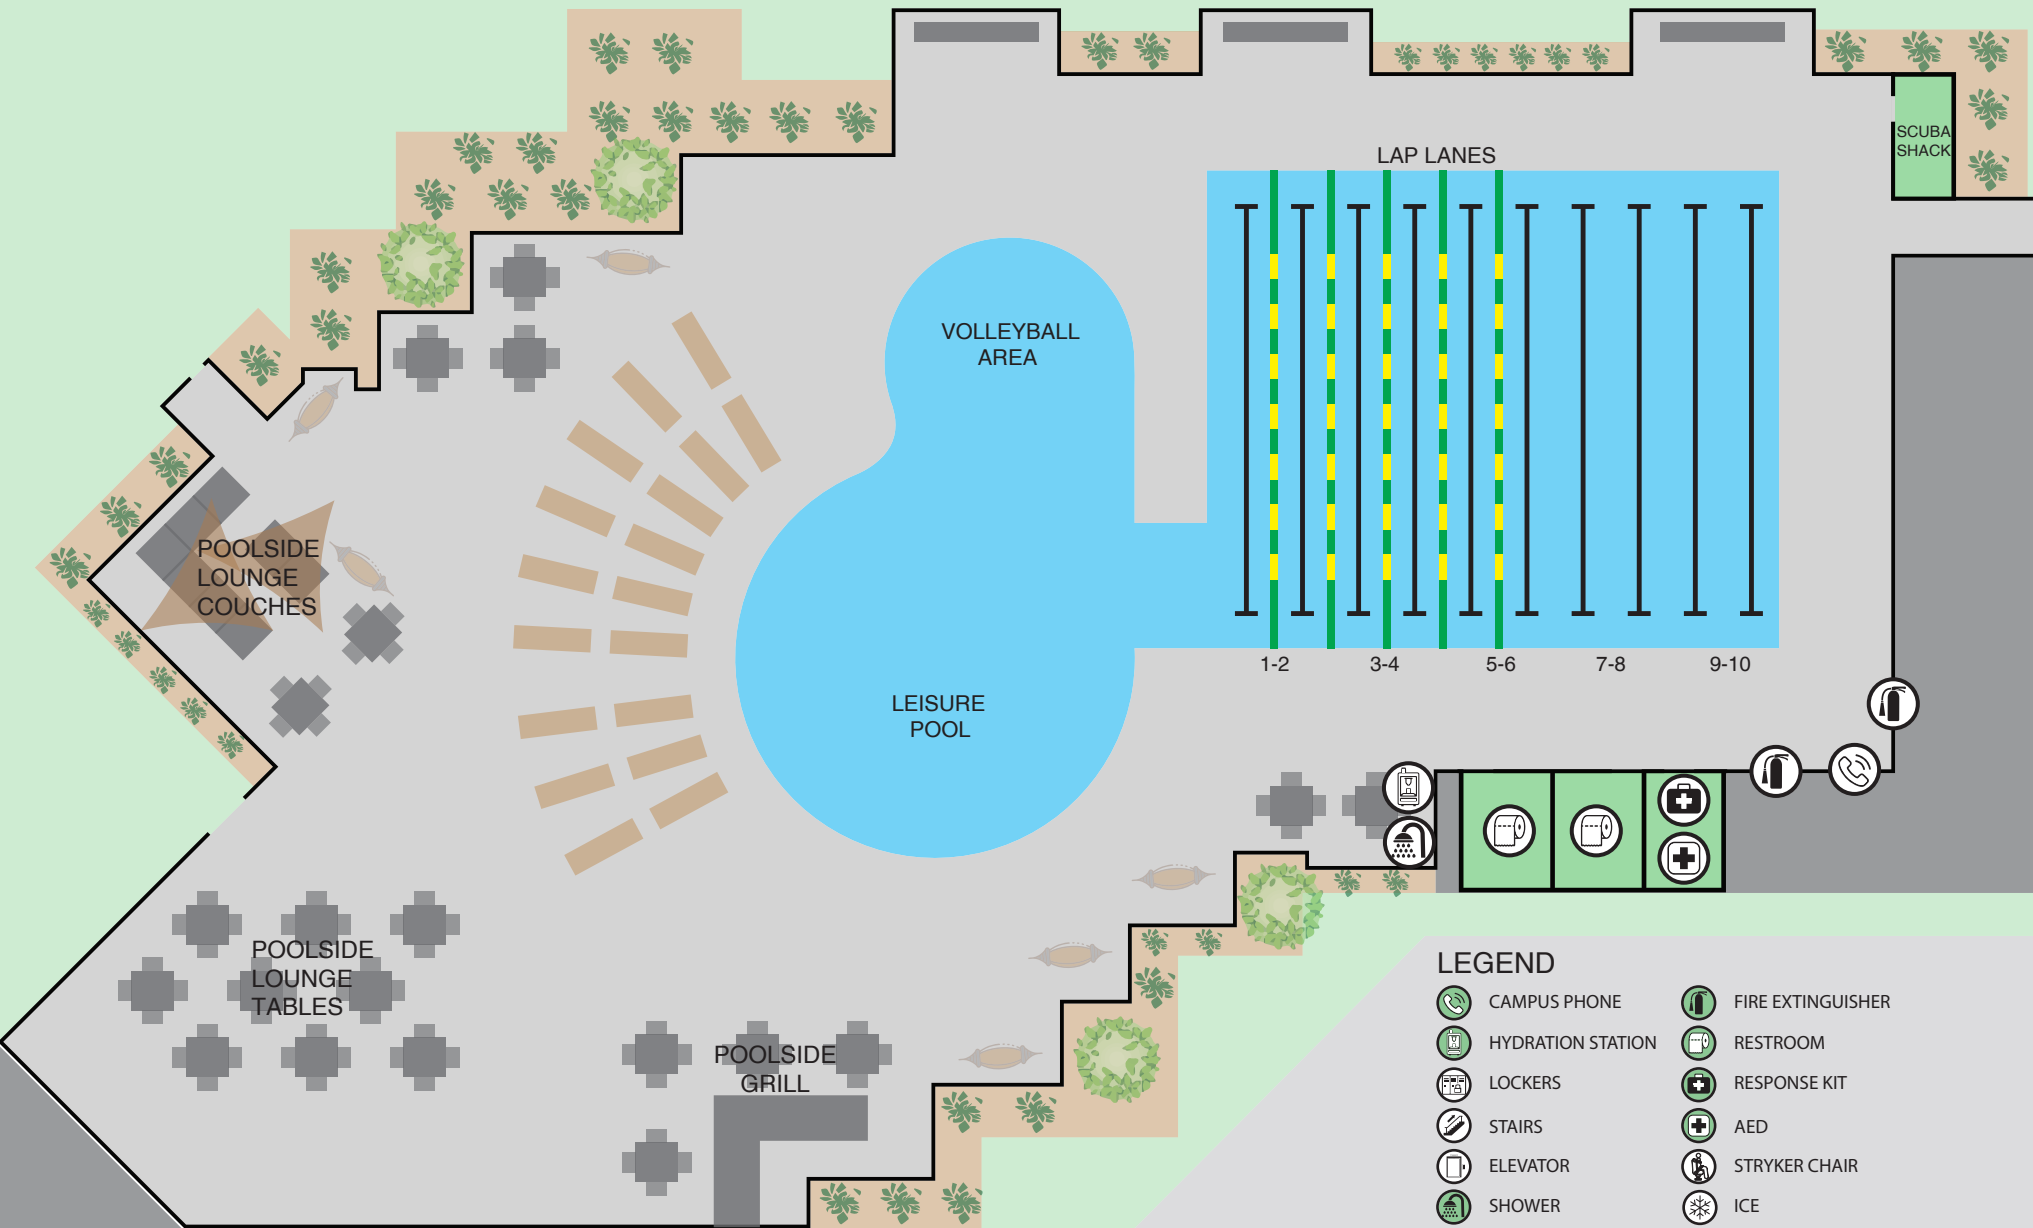 SCUBA
SHACK
LAP LANES
VOLLEYBALL
AREA
POOLSIDE
LOUNGE
COUCHES
1-2
3-4
5-6
7-8
9-10
LEISURE
POOL
POOLSIDE
LOUNGE
TABLES
POOLSIDE
GRILL
LEGEND
CAMPUS PHONE
HYDRATION STATION
LOCKERS
STAIRS
ELEVATOR
SHOWER
FIRE EXTINGUISHER
RESTROOM
RESPONSE KIT
AED
STRYKER CHAIR
ICE